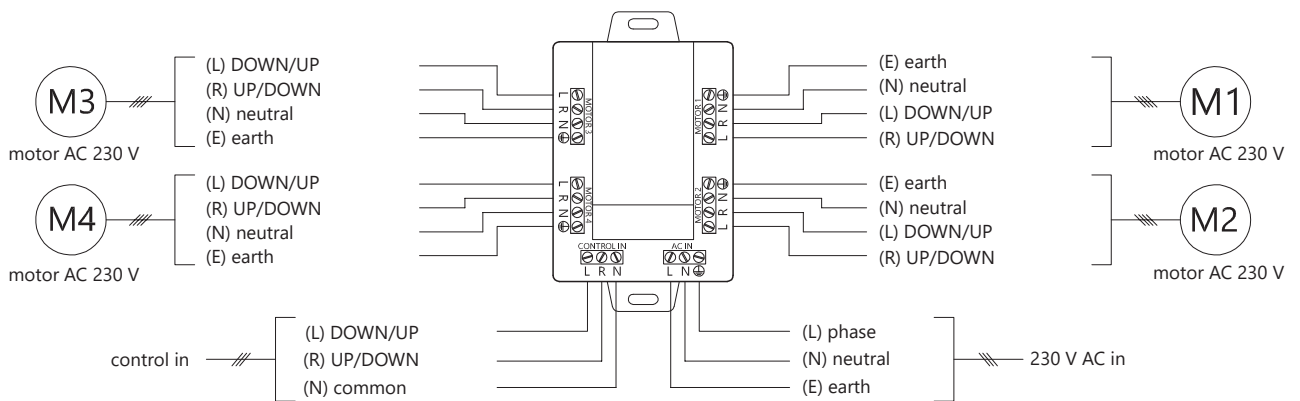 (L) DOWN/UP
(R) UP/DOWN
(N) neutral
(E) earth
M3
motor AC 230 V
(L) DOWN/UP
(R) UP/DOWN
(N) neutral
(E) earth
M4
motor AC 230 V
L R N
MOTOR 3
L R N
MOTOR 4
MOTOR 1
L R N
MOTOR 2
L R N
CONTROL IN
L R N
AC IN
L N
(E) earth
(N) neutral
(L) DOWN/UP
(R) UP/DOWN
M1
motor AC 230 V
(E) earth
(N) neutral
(L) DOWN/UP
(R) UP/DOWN
M2
motor AC 230 V
control in
(L) DOWN/UP
(R) UP/DOWN
(N) common
(L) phase
(N) neutral
(E) earth
230 V AC in